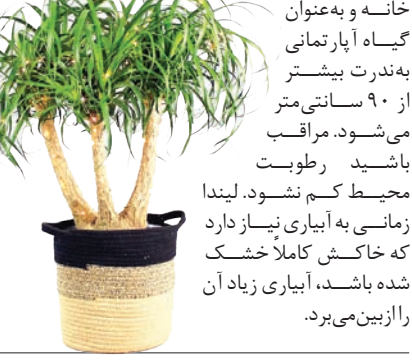 خانه و به‌عنوان
گیاه آپارتمانی
به‌ندرت بیشتر
از ۹۰ سانتی‌متر
می‌شود. مراقب
باشید رطوبت
محیط کم نشود. لیندا
زمانی به آبیاری نیاز دارد
که خاکش کاملاً خشک
شده باشد، آبیاری زیاد آن
را ازبین‌می‌برد.